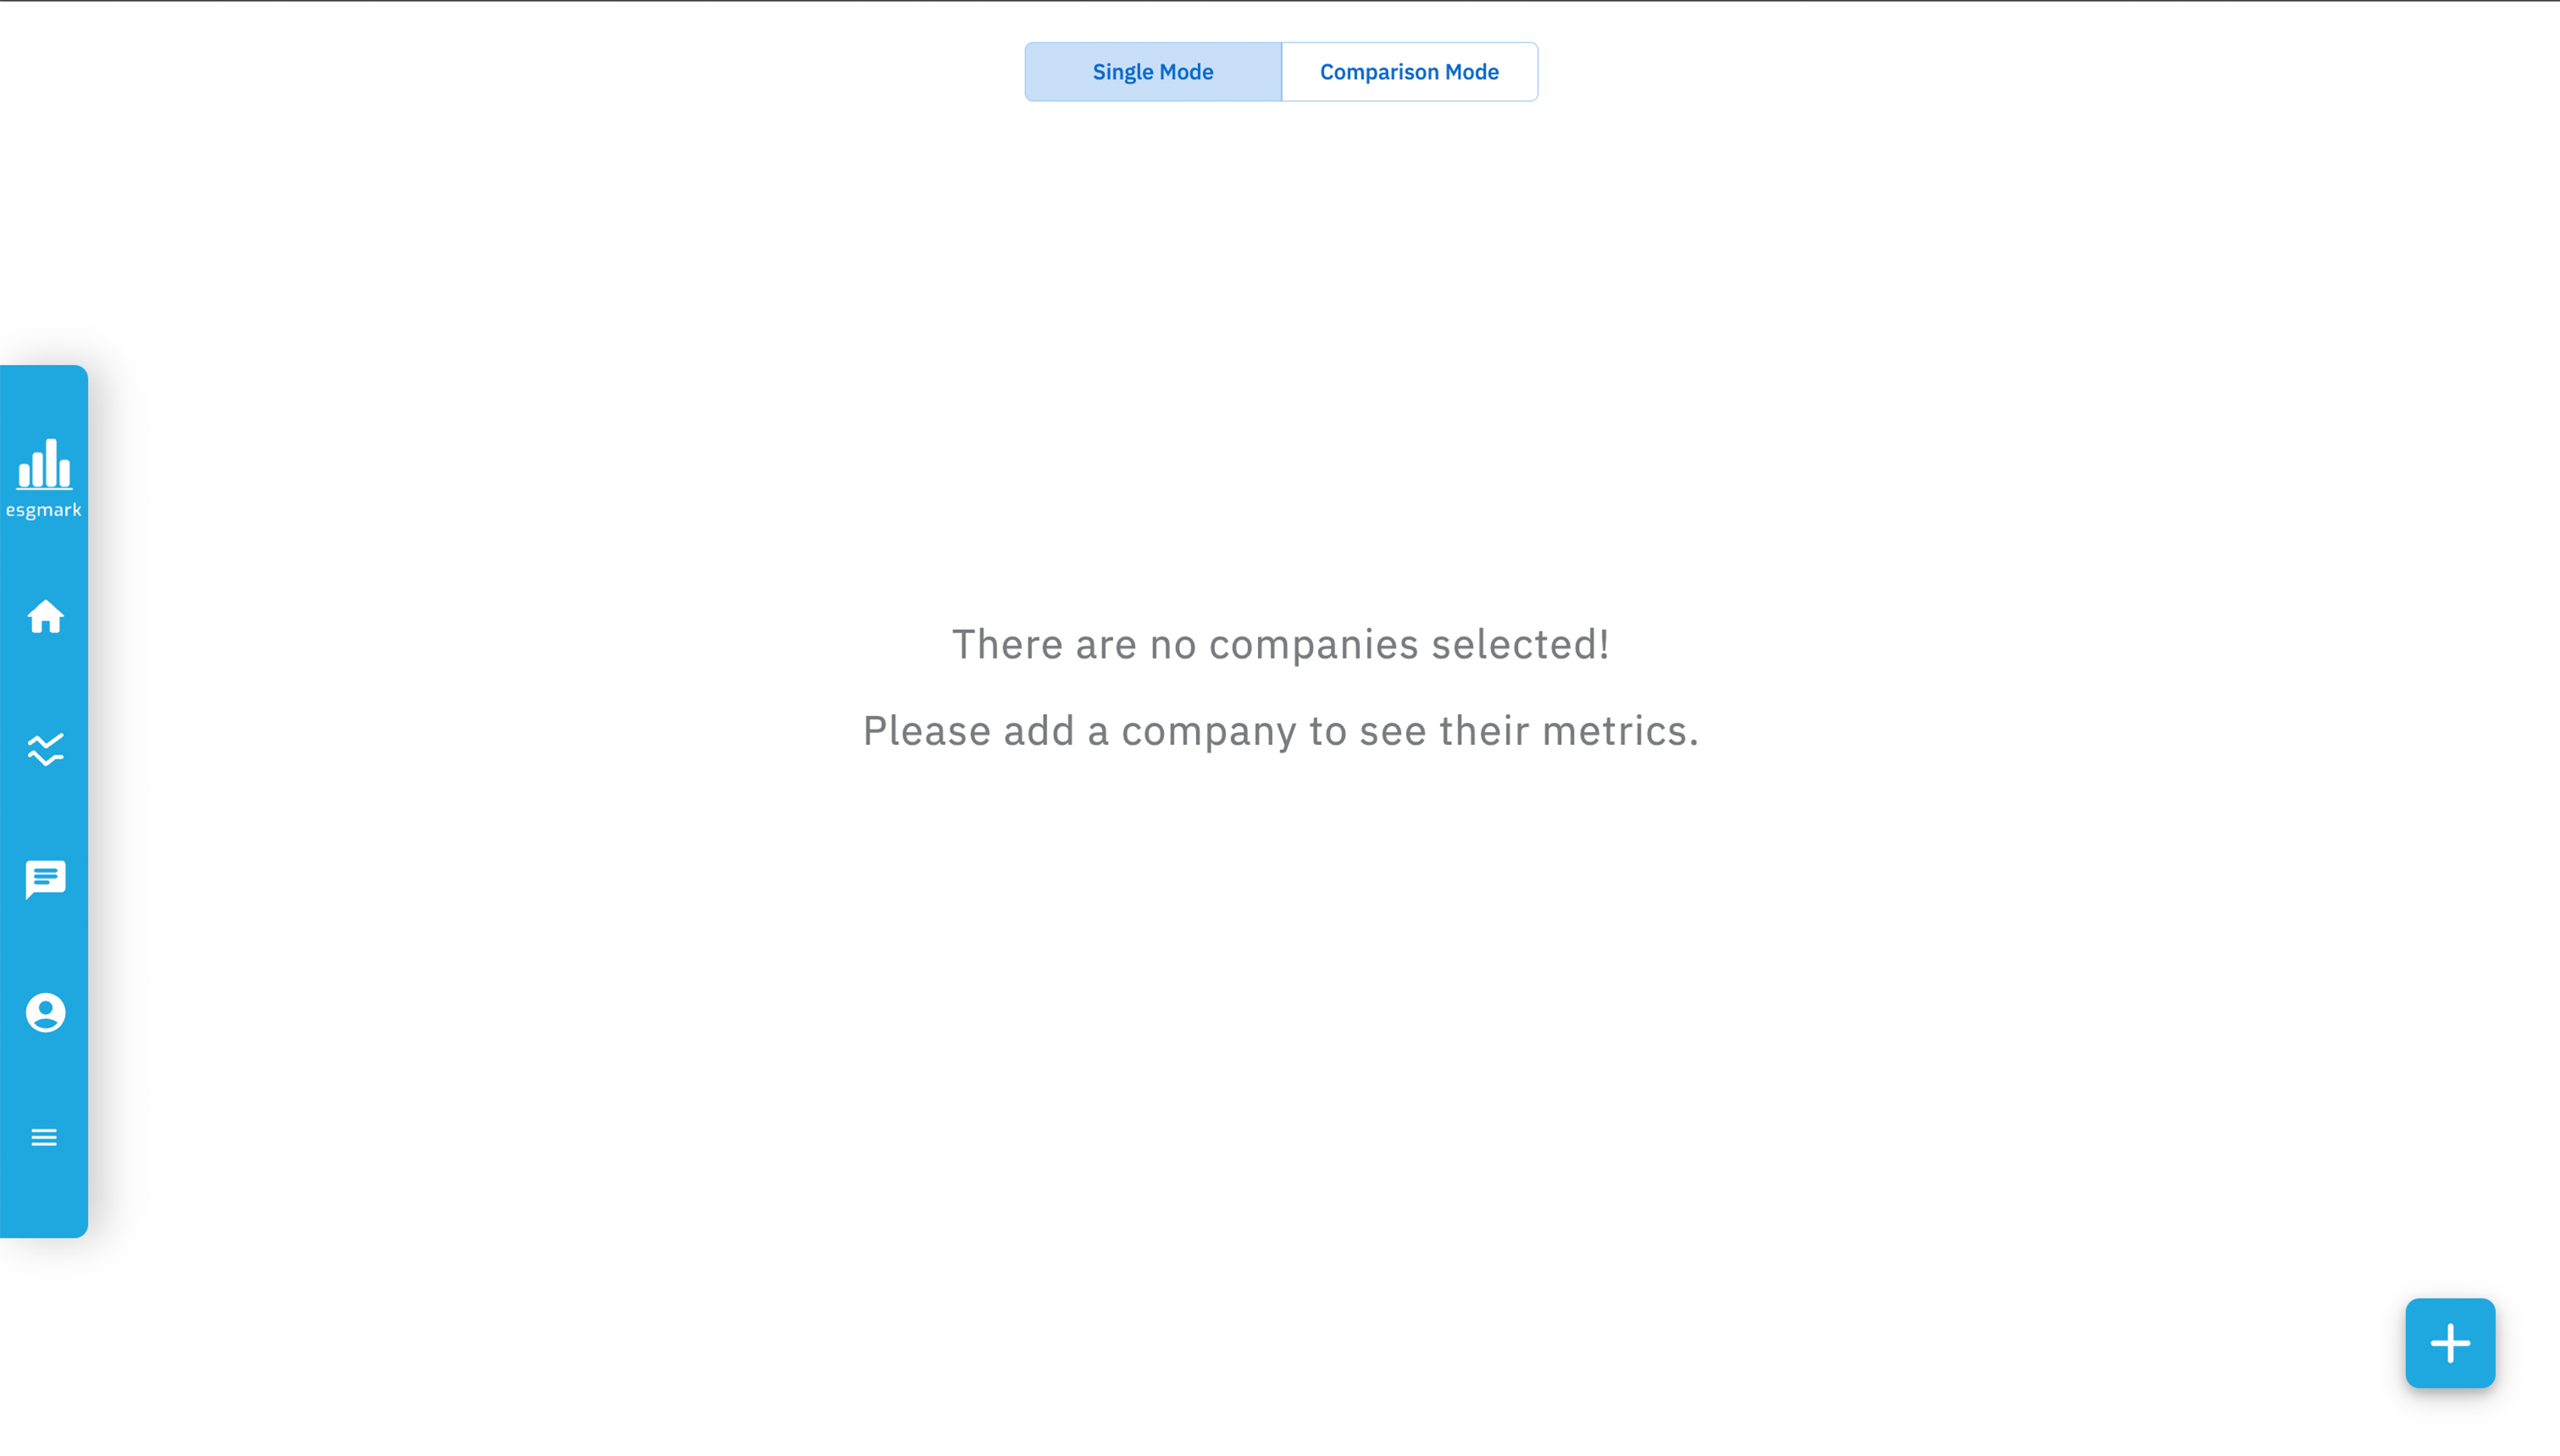 Single Mode
Comparison Mode
esgmark
There are no companies selected!
Please add a company to see their metrics.